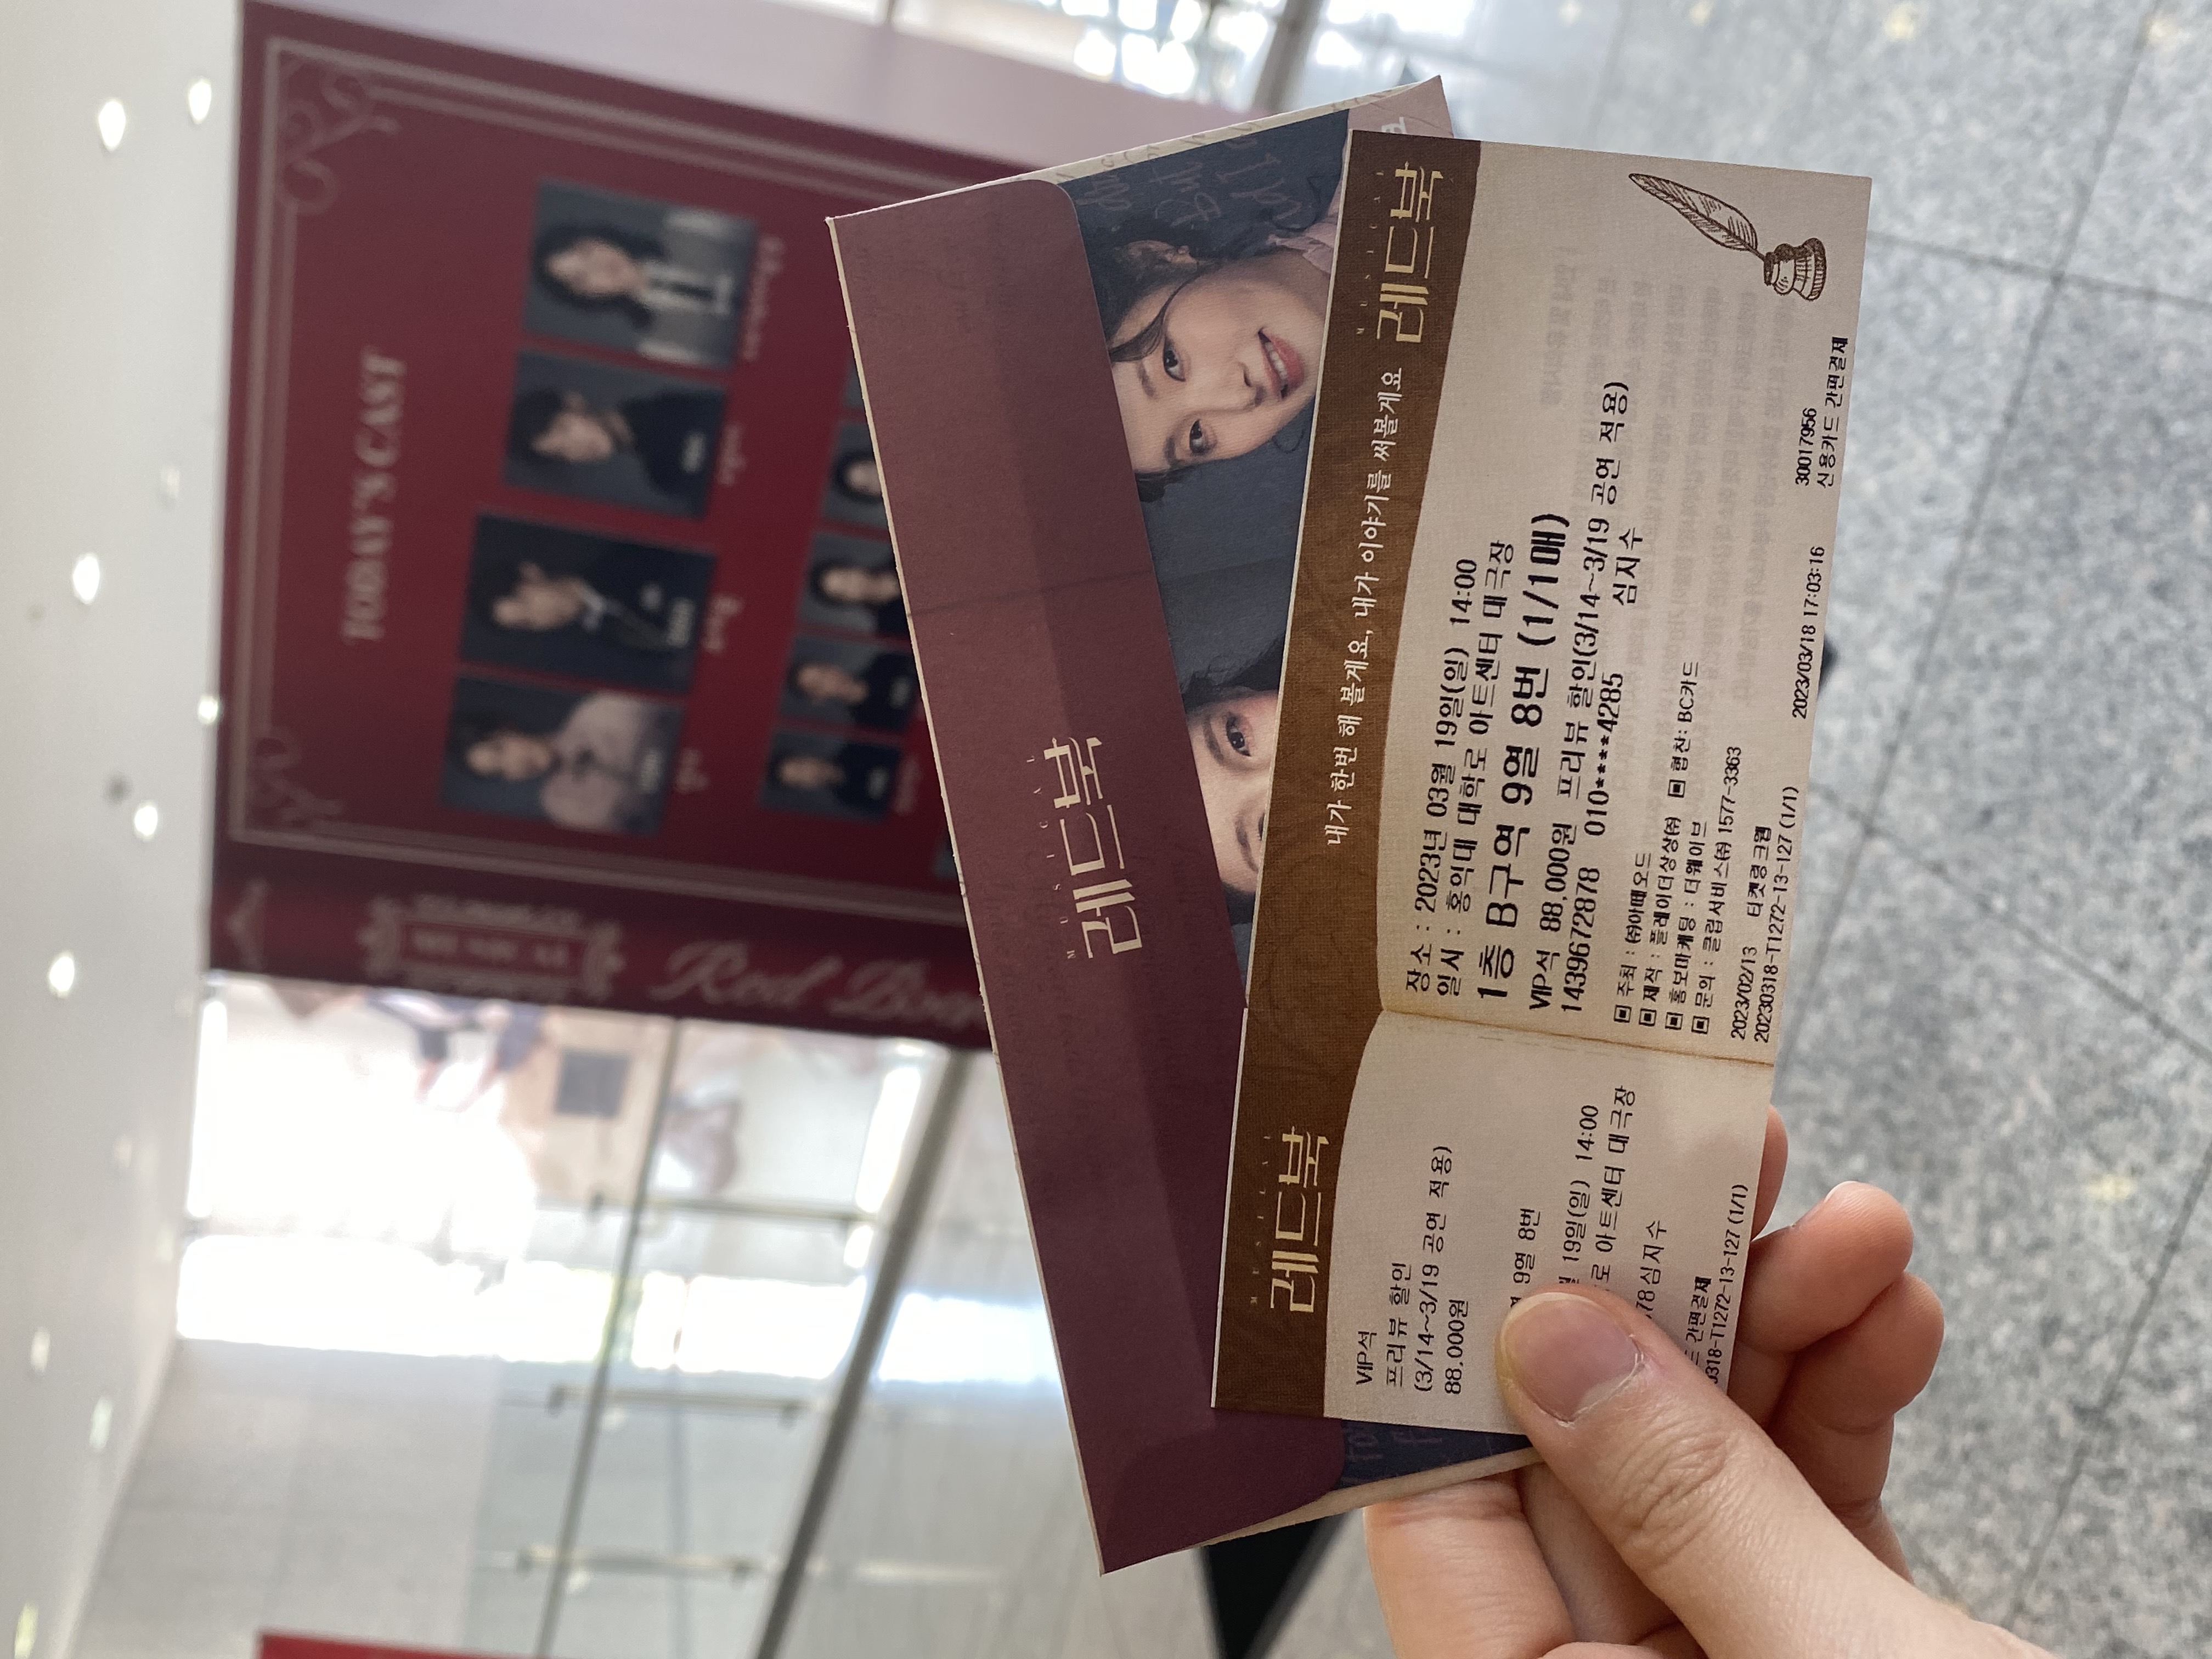 TODAY'S CAST
Red Book
MUSICAL
레드북
But
MUSICAL
레드북
VIP석
프리뷰 할인
(3/14~3/19 공연 적용)
88,000원
9열 8번
19일(일) 14:00
로 아트센터 대극장
78심지수
드 간편결제
0318-T1272-13-127 (1/1)
내가 한번 해 볼게요, 내가 이야기를 써볼게요
MUSICAL
레드북
장소 : 2023년 03월 19일(일) 14:00
일시 : 홍익대 대학로 아트센터 대극장
1층 B구역 9열 8번 (1/1매)
VIP석 88,000원 프리뷰 할인(3/14~3/19 공연 적용)
1439672878 010****4285 심지수
▣ 주최 : ㈜아떼오드
▣ 제작 : 플레이더상상㈜ ▣ 협찬: BC카드
▣ 홍보마케팅 : 더웨이브
▣ 문의 : 클립서비스㈜ 1577-3363
2023/02/13 티켓링크웹
20230318-T1272-13-127 (1/1) 2023/03/18 17:03:16 30017956
신용카드 간편결제